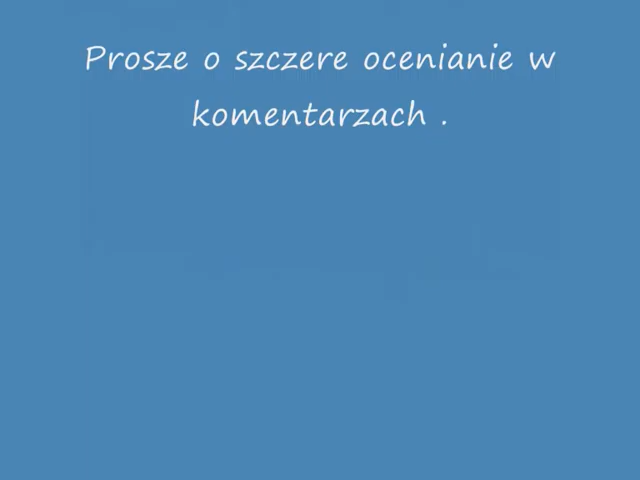 Prosze o szczere ocenianie w
komentarzach .